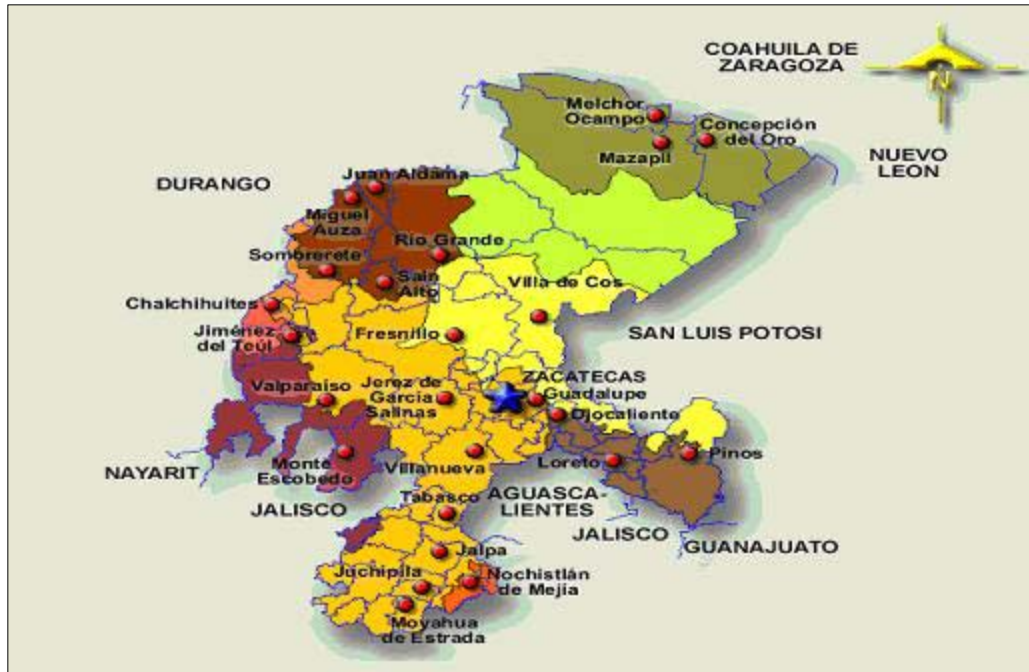 COAHUILA DE
ZARAGOZA
N
Melchor
Ocampo
Concepción
del Oro
Mazapil
NUEVO
LEON
DURANGO
Juan Aldama
Miguel
Auza
Río Grande
Sombrerete
Sain
Alto
Villa de Cos
Chalchihuites
Jiménez
del Teúl
Fresnillo
SAN LUIS POTOSI
Valparaíso
Jerez de
García
Salinas
ZACATECAS
Guadalupe
Ojocaliente
Loreto
Pinos
NAYARIT
Monte
Escobedo
Villanueva
JALISCO
Tabasco
AGUASCA-
LIENTES
JALISCO
GUANAJUATO
Jalpa
Juchipila
Nochistlán
de Mejía
Moyahua
de Estrada